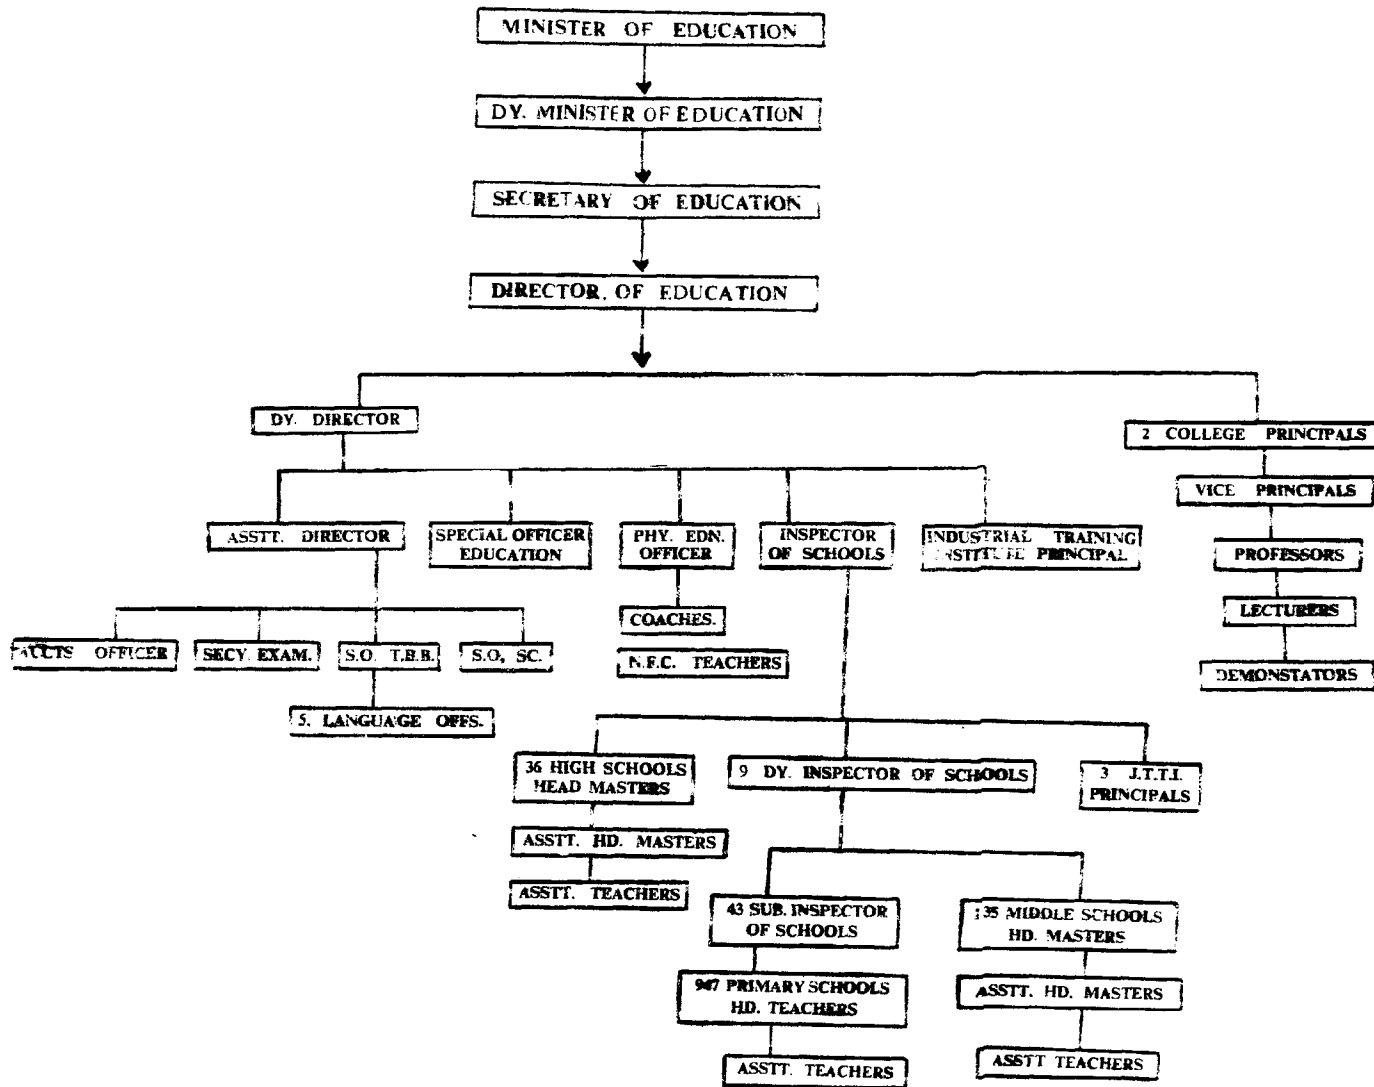 MINISTER OF EDUCATION
DY. MINISTER OF EDUCATION
SECRETARY OF EDUCATION
DIRECTOR. OF EDUCATION
DY. DIRECTOR
2 COLLEGE PRINCIPALS
VICE PRINCIPALS
ASSTT. DIRECTOR
SPECIAL OFFICER
EDUCATION
PHY. EDN.
OFFICER
INSPECTOR
OF SCHOOLS
INDUSTRIAL TRAINING
INSTITUTE PRINCIPAL
PROFESSORS
COACHES.
LECTURERS
ACCTS OFFICER
SECY. EXAM.
S.O. T.B.B.
S.O, SC.
N.F.C. TEACHERS
DEMONSTATORS
5. LANGUAGE OFFS.
36 HIGH SCHOOLS
HEAD MASTERS
9 DY. INSPECTOR OF SCHOOLS
3 J.T.T.I.
PRINCIPALS
ASSTT. HD. MASTERS
ASSTT. TEACHERS
43 SUB. INSPECTOR
OF SCHOOLS
135 MIDDLE SCHOOLS
HD. MASTERS
947 PRIMARY SCHOOLS
HD. TEACHERS
ASSTT. HD. MASTERS
ASSTT. TEACHERS
ASSTT TEACHERS